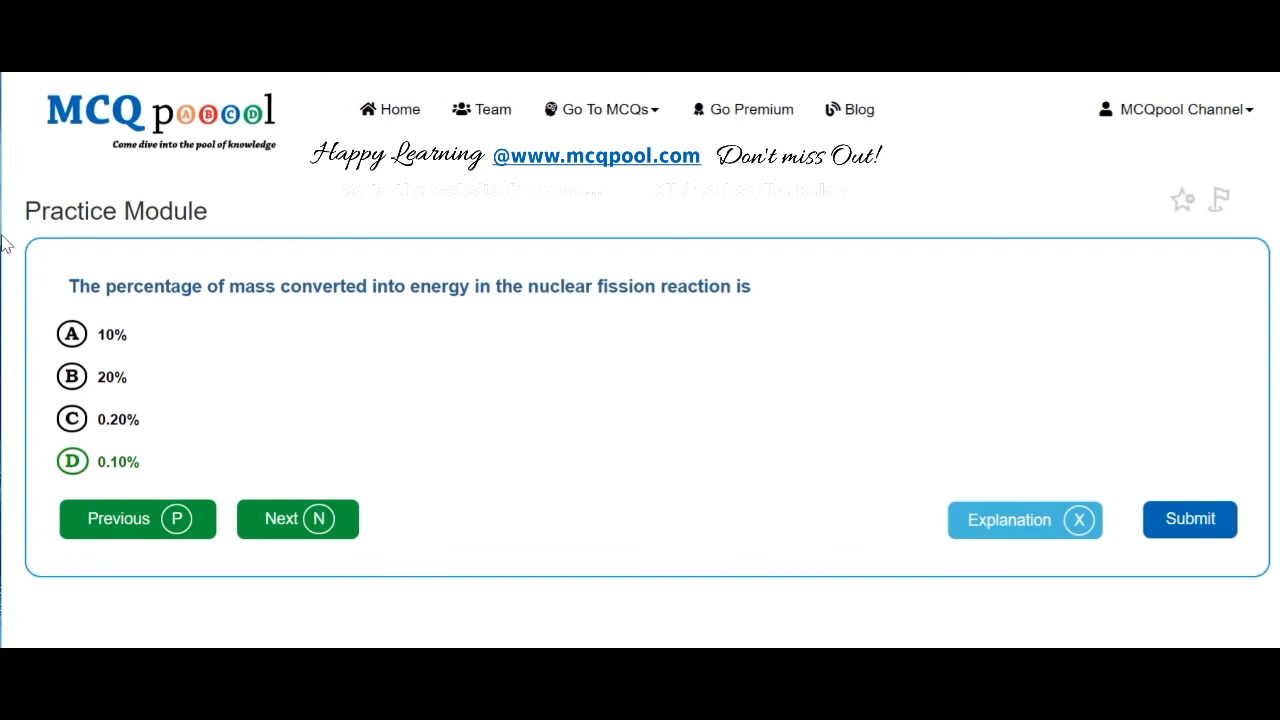 MCQ pABCDl
Come dive into the pool of knowledge
Home Team Go To MCQs Go Premium Blog MCQpool Channel
Happy Learning @www.mcqpool.com Don't miss Out!
Practice Module
The percentage of mass converted into energy in the nuclear fission reaction is
A 10%
B 20%
C 0.20%
D 0.10%
Previous P Next N Explanation X Submit